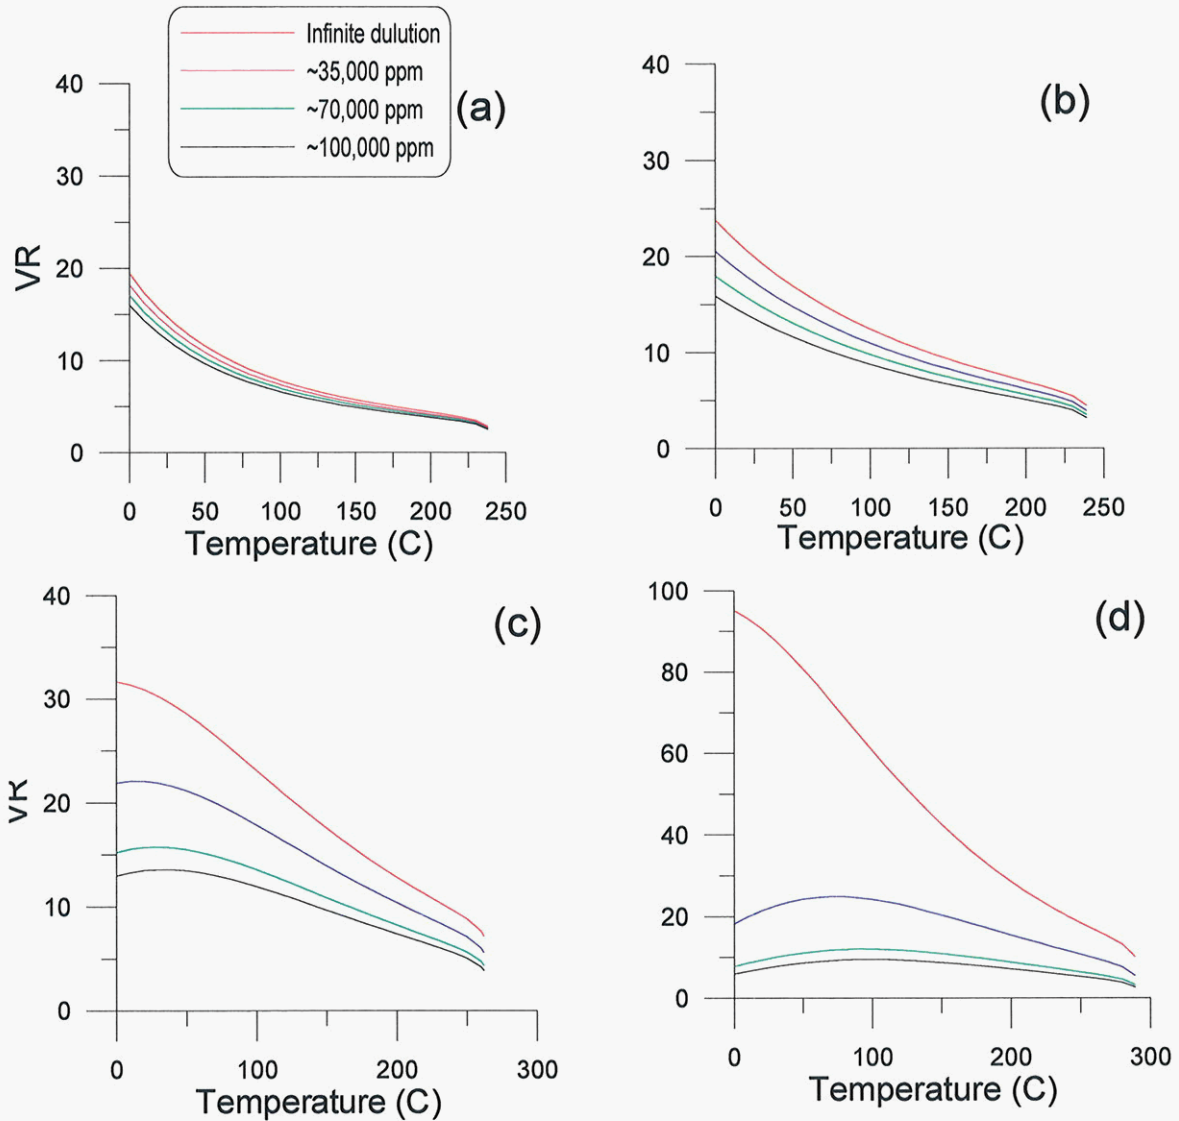 Infinite dulution
~35,000 ppm
~70,000 ppm
~100,000 ppm
(a)
40
30
20
10
0
VR
0 50 100 150 200 250
Temperature (C)
(b)
40
30
20
10
0
0 50 100 150 200 250
Temperature (C)
(c)
40
30
20
10
0
VR
0 100 200 300
Temperature (C)
(d)
100
80
60
40
20
0
0 100 200 300
Temperature (C)